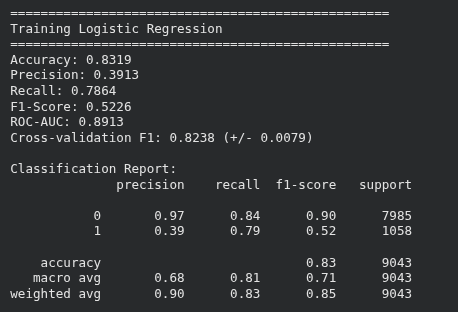 ==================================================
Training Logistic Regression
==================================================
Accuracy: 0.8319
Precision: 0.3913
Recall: 0.7864
F1-Score: 0.5226
ROC-AUC: 0.8913
Cross-validation F1: 0.8238 (+/- 0.0079)

Classification Report:
              precision    recall  f1-score   support

           0       0.97      0.84      0.90      7985
           1       0.39      0.79      0.52      1058

    accuracy                           0.83      9043
   macro avg       0.68      0.81      0.71      9043
weighted avg       0.90      0.83      0.85      9043